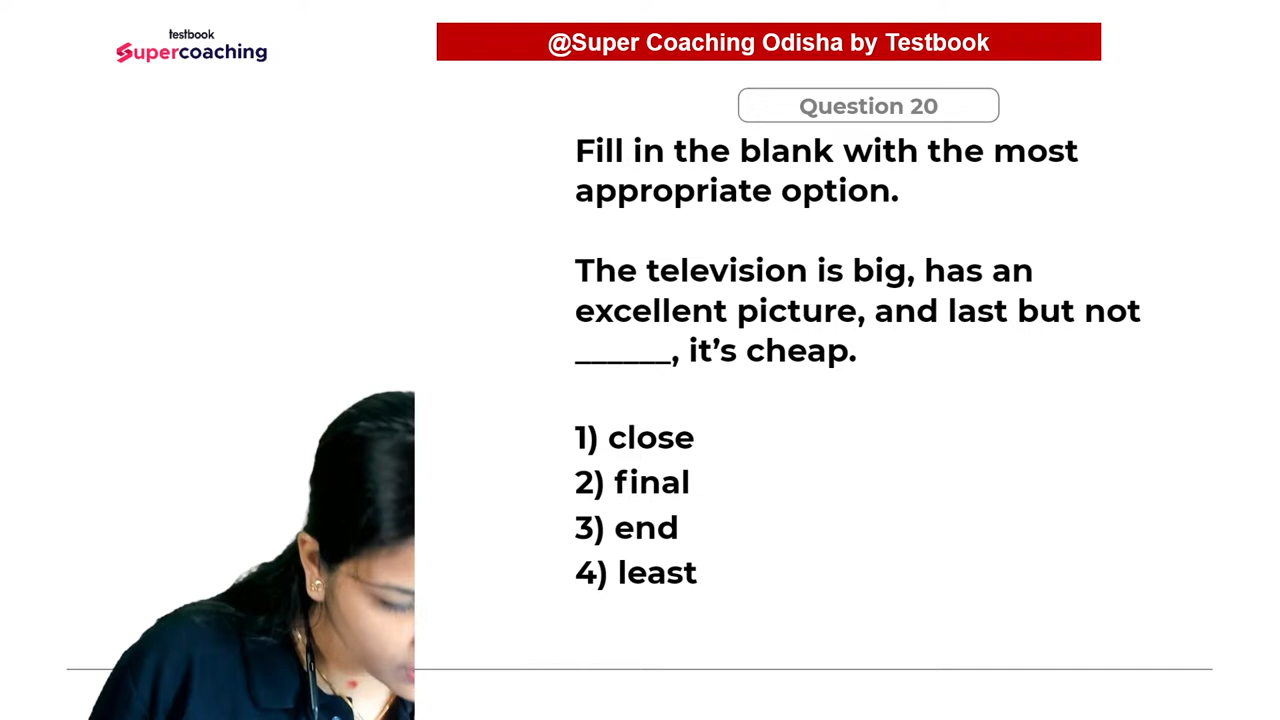 testbook
Supercoaching
@Super Coaching Odisha by Testbook
Question 20
Fill in the blank with the most
appropriate option.
The television is big, has an
excellent picture, and last but not
______, it’s cheap.
1) close
2) final
3) end
4) least